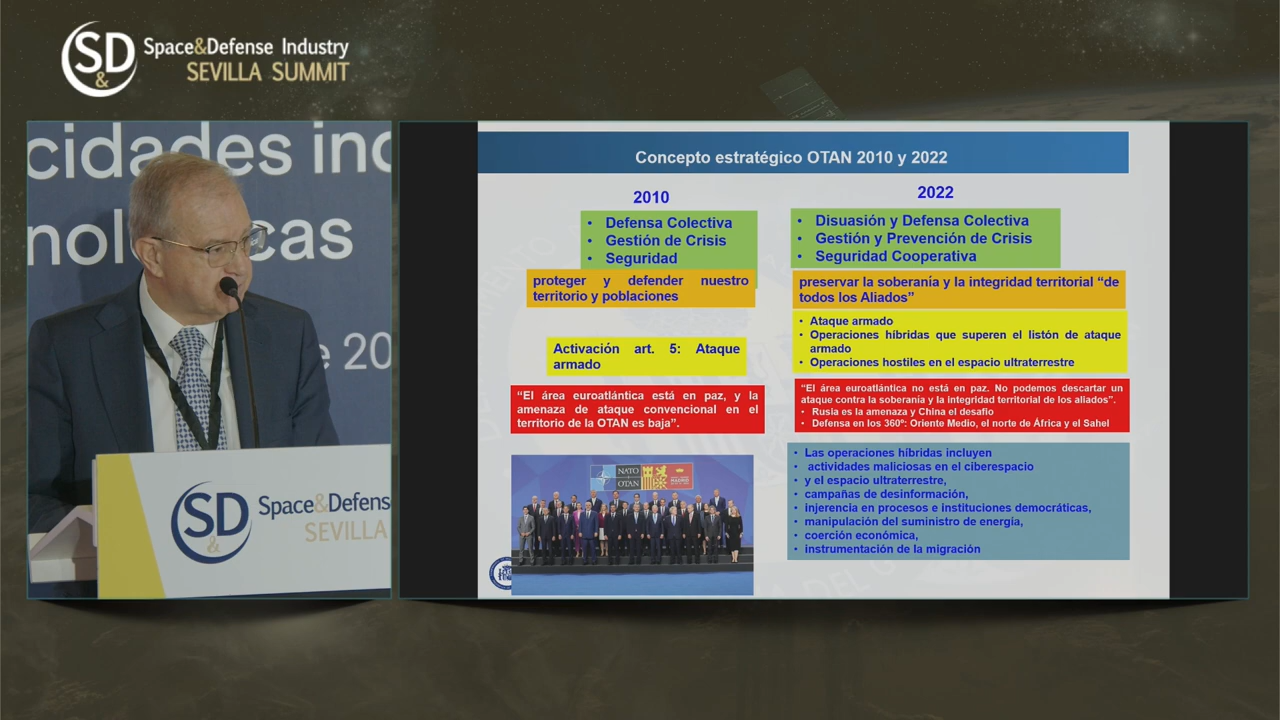 S&D Space&Defense Industry
SEVILLA SUMMIT
cidades
e 20
S&D Space&Defens
SEVILLA
Concepto estratégico OTAN 2010 y 2022
2010
• Defensa Colectiva
• Gestión de Crisis
• Seguridad
proteger y defender nuestro
territorio y poblaciones
Activación art. 5: Ataque
armado
“El área euroatlántica está en paz, y la
amenaza de ataque convencional en el
territorio de la OTAN es baja”.
NATO
OTAN
MADRID
2022
• Disuasión y Defensa Colectiva
• Gestión y Prevención de Crisis
• Seguridad Cooperativa
preservar la soberanía y la integridad territorial “de
todos los Aliados”
• Ataque armado
• Operaciones híbridas que superen el listón de ataque
armado
• Operaciones hostiles en el espacio ultraterrestre
“El área euroatlántica no está en paz. No podemos descartar un
ataque contra la soberanía y la integridad territorial de los aliados”.
• Rusia es la amenaza y China el desafío
• Defensa en los 360º: Oriente Medio, el norte de África y el Sahel
• Las operaciones híbridas incluyen
• actividades maliciosas en el ciberespacio
• y el espacio ultraterrestre,
• campañas de desinformación,
• injerencia en procesos e instituciones democráticas,
• manipulación del suministro de energía,
• coerción económica,
• instrumentación de la migración